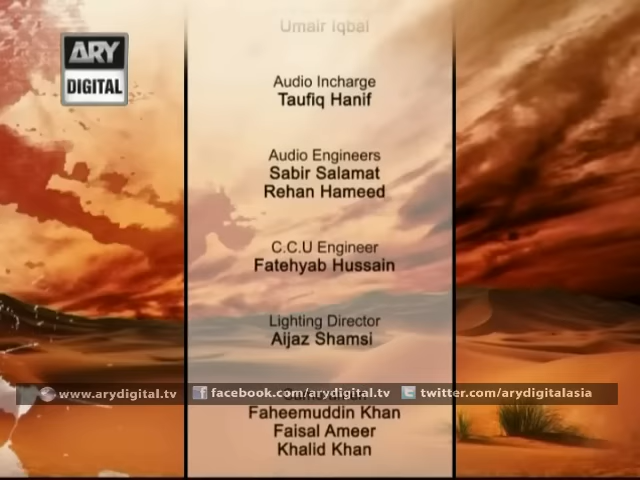 Umair Iqbal
ARY
DIGITAL
Audio Incharge
Taufiq Hanif
Audio Engineers
Sabir Salamat
Rehan Hameed
C.C.U Engineer
Fatehyab Hussain
Lighting Director
Aijaz Shamsi
www.arydigital.tv facebook.com/arydigital.tv twitter.com/arydigitalasia
Faheemuddin Khan
Faisal Ameer
Khalid Khan